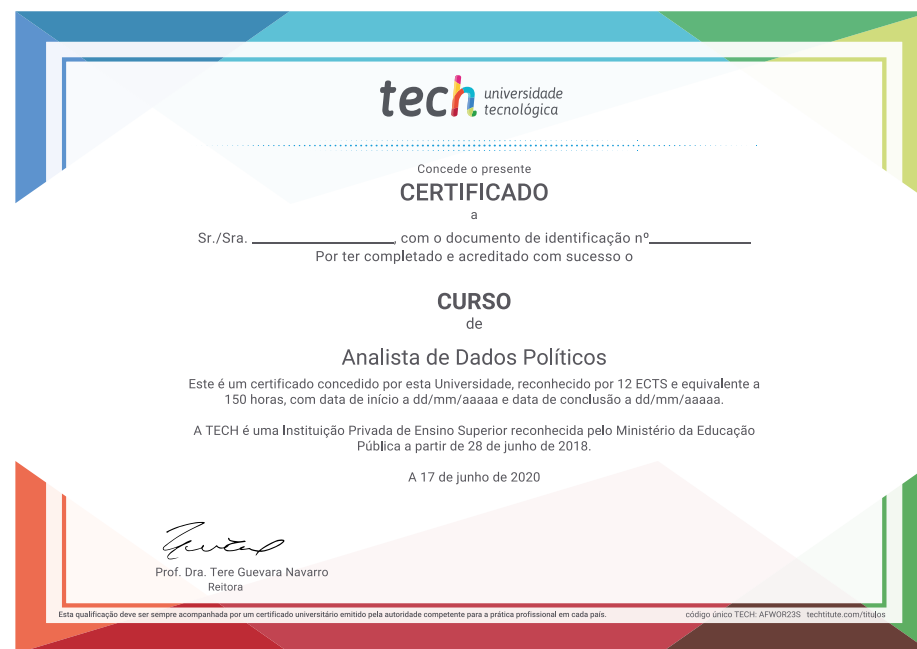 tech universidade
tecnológica
Concede o presente
CERTIFICADO
a
Sr./Sra. ____________________, com o documento de identificação nº______________
Por ter completado e acreditado com sucesso o
CURSO
de
Analista de Dados Políticos
Este é um certificado concedido por esta Universidade, reconhecido por 12 ECTS e equivalente a
150 horas, com data de início a dd/mm/aaaaa e data de conclusão a dd/mm/aaaaa.
A TECH é uma Instituição Privada de Ensino Superior reconhecida pelo Ministério da Educação
Pública a partir de 28 de junho de 2018.
A 17 de junho de 2020
Prof. Dra. Tere Guevara Navarro
Reitora
Esta qualificação deve ser sempre acompanhada por um certificado universitário emitido pela autoridade competente para a prática profissional em cada país. código único TECH: AFWOR23S techtitute.com/titulos